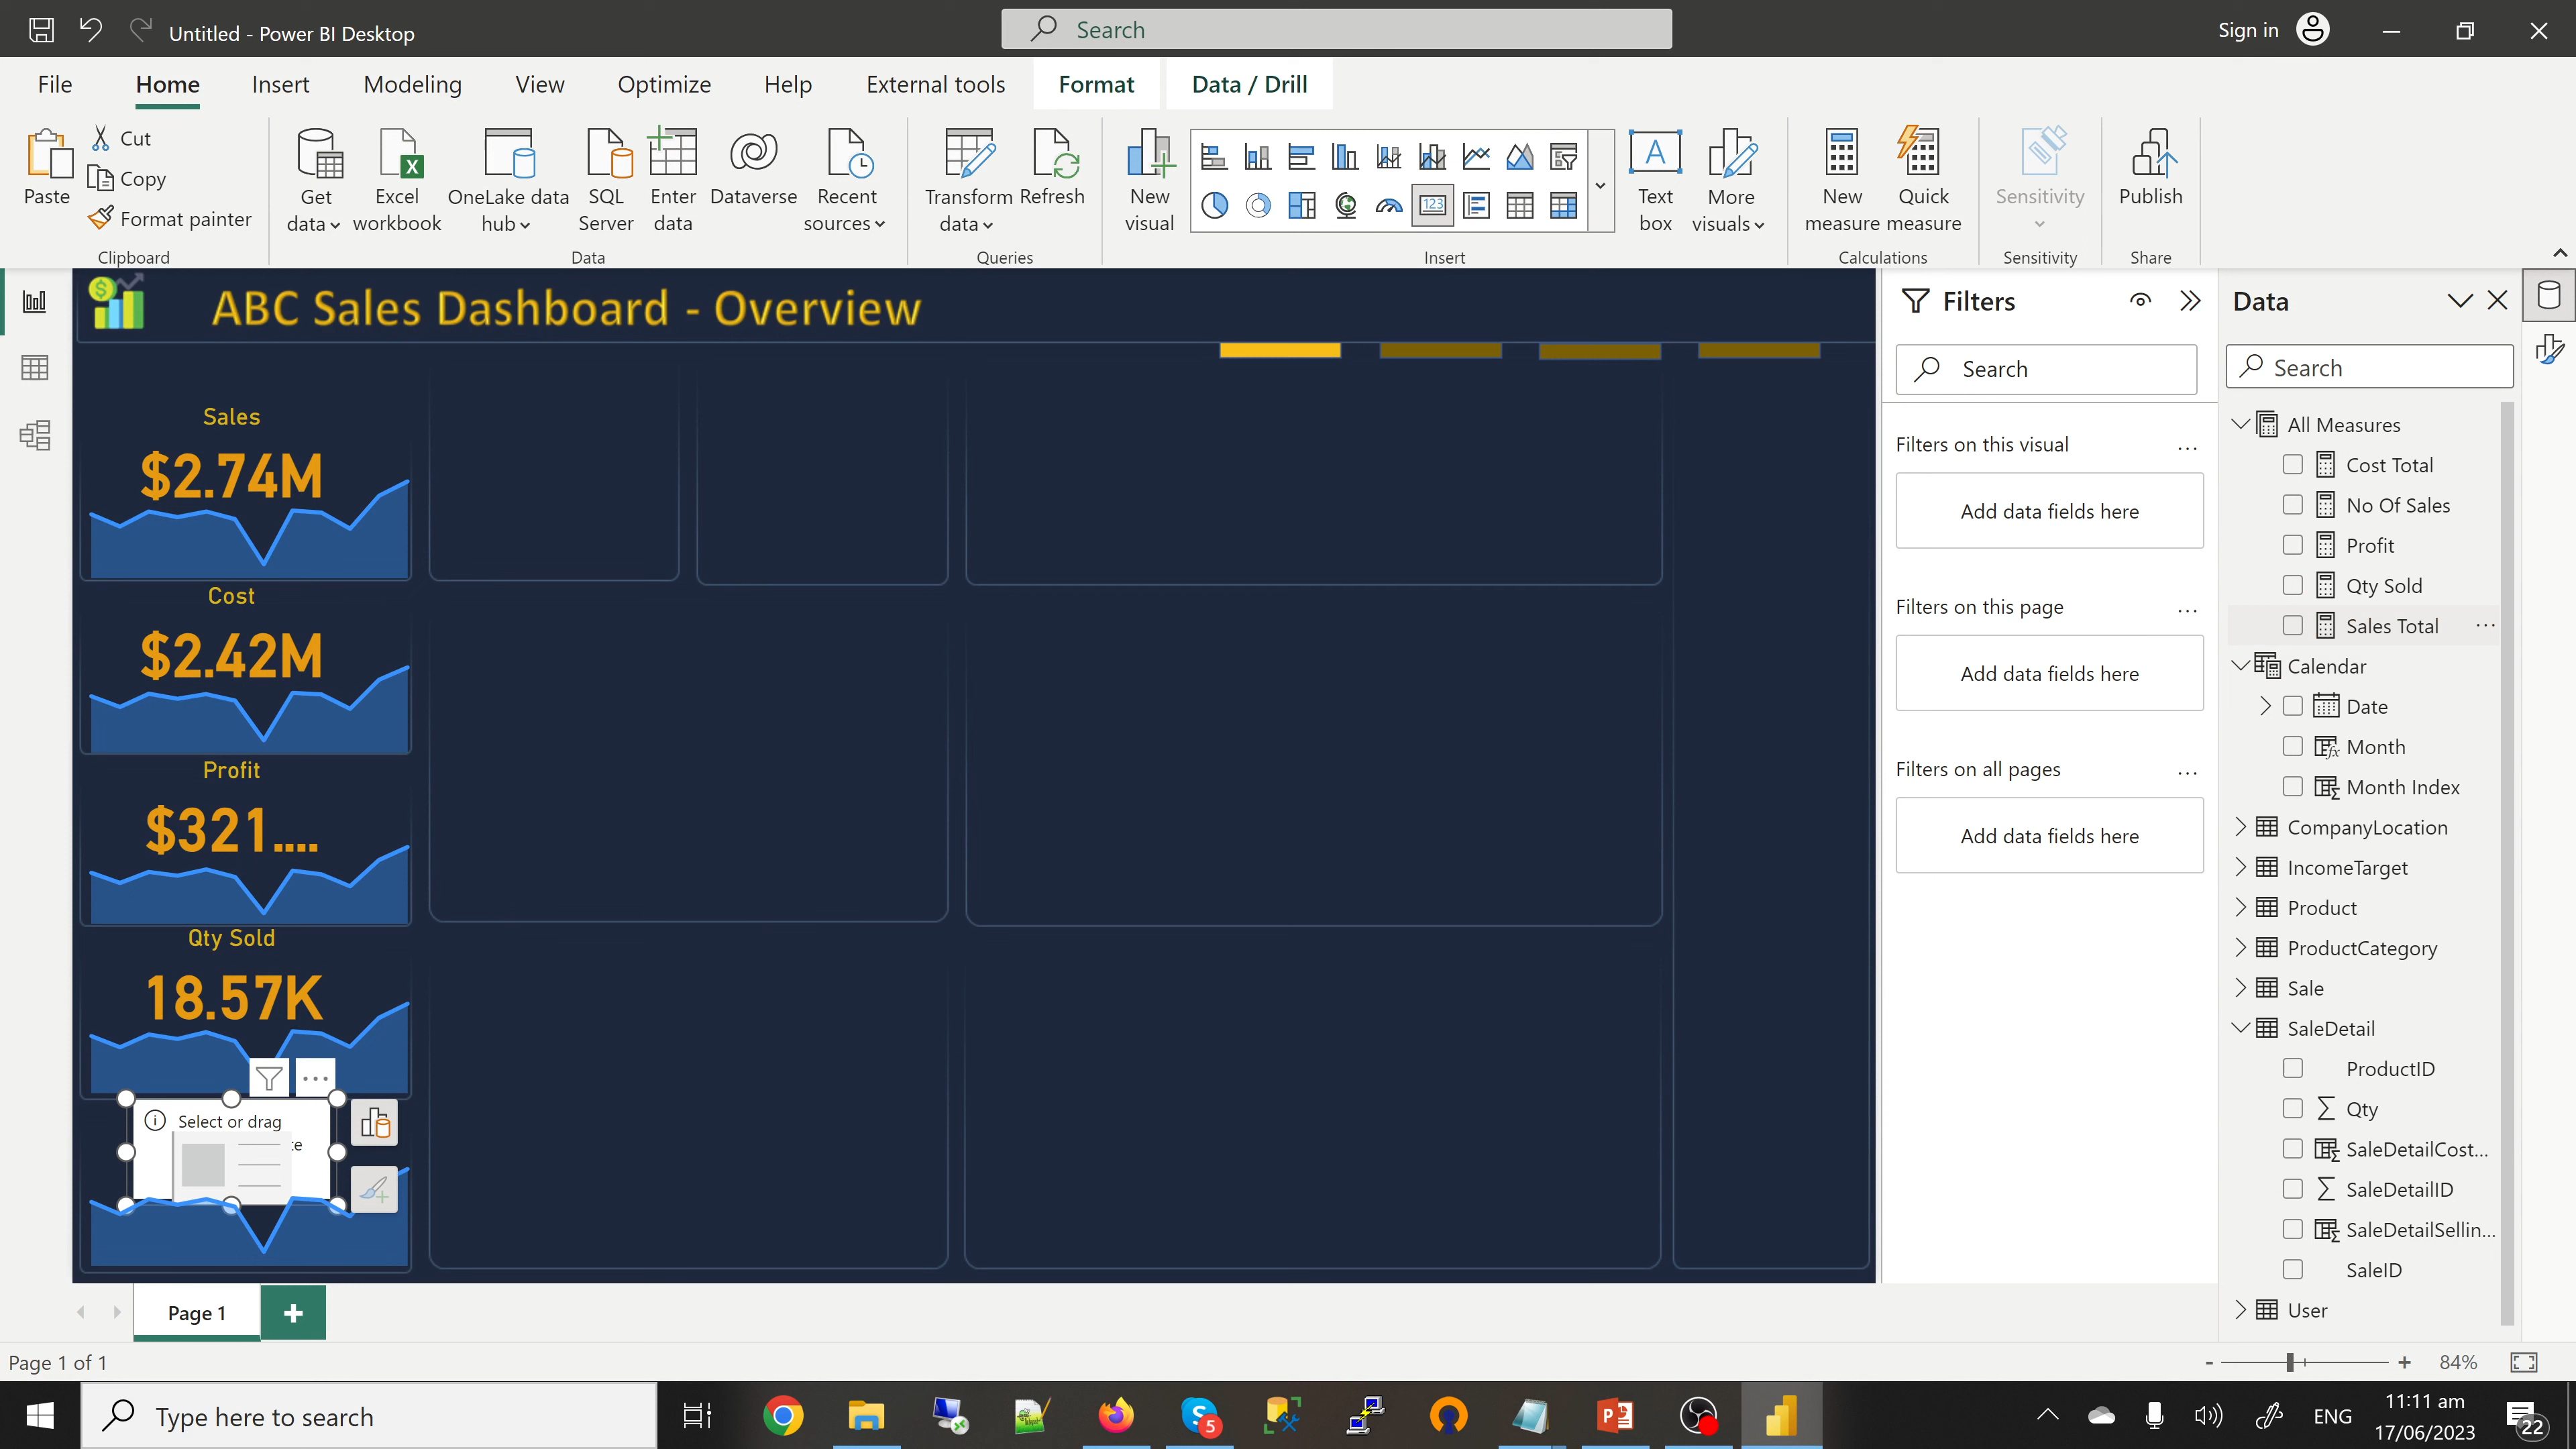 Untitled - Power BI Desktop
Search
Sign in
File
Home
Insert
Modeling
View
Optimize
Help
External tools
Format
Data / Drill
Paste
Cut
Copy
Format painter
Clipboard
Get data
Excel workbook
OneLake data hub
SQL Server
Enter data
Dataverse
Recent sources
Data
Transform data
Refresh
Queries
New visual
123
Text box
A
More visuals
Insert
New measure
Quick measure
Calculations
Sensitivity
Sensitivity
Publish
Share
ABC Sales Dashboard - Overview
Sales
$2.74M
Cost
$2.42M
Profit
$321....
Qty Sold
18.57K
Select or drag
te
Filters
Search
Filters on this visual
...
Add data fields here
Filters on this page
...
Add data fields here
Filters on all pages
...
Add data fields here
Data
Search
All Measures
Cost Total
No Of Sales
Profit
Qty Sold
Sales Total
...
Calendar
Date
Month
Month Index
CompanyLocation
IncomeTarget
Product
ProductCategory
Sale
SaleDetail
ProductID
Qty
SaleDetailCost...
SaleDetailID
SaleDetailSellin...
SaleID
User
Page 1
Page 1 of 1
- + 84%
Type here to search
5
ENG
11:11 am
17/06/2023
22